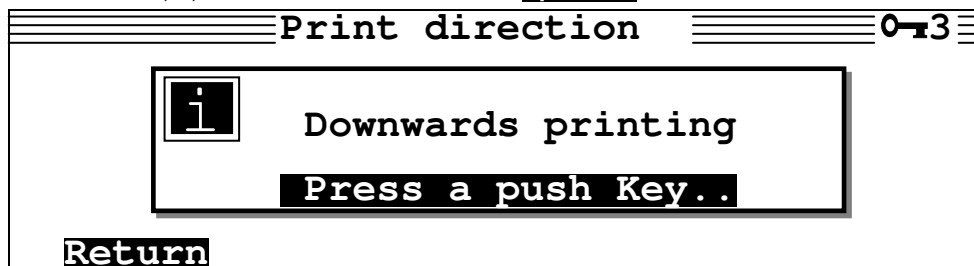 Print direction 3
i
Downwards printing
Press a push Key..
Return